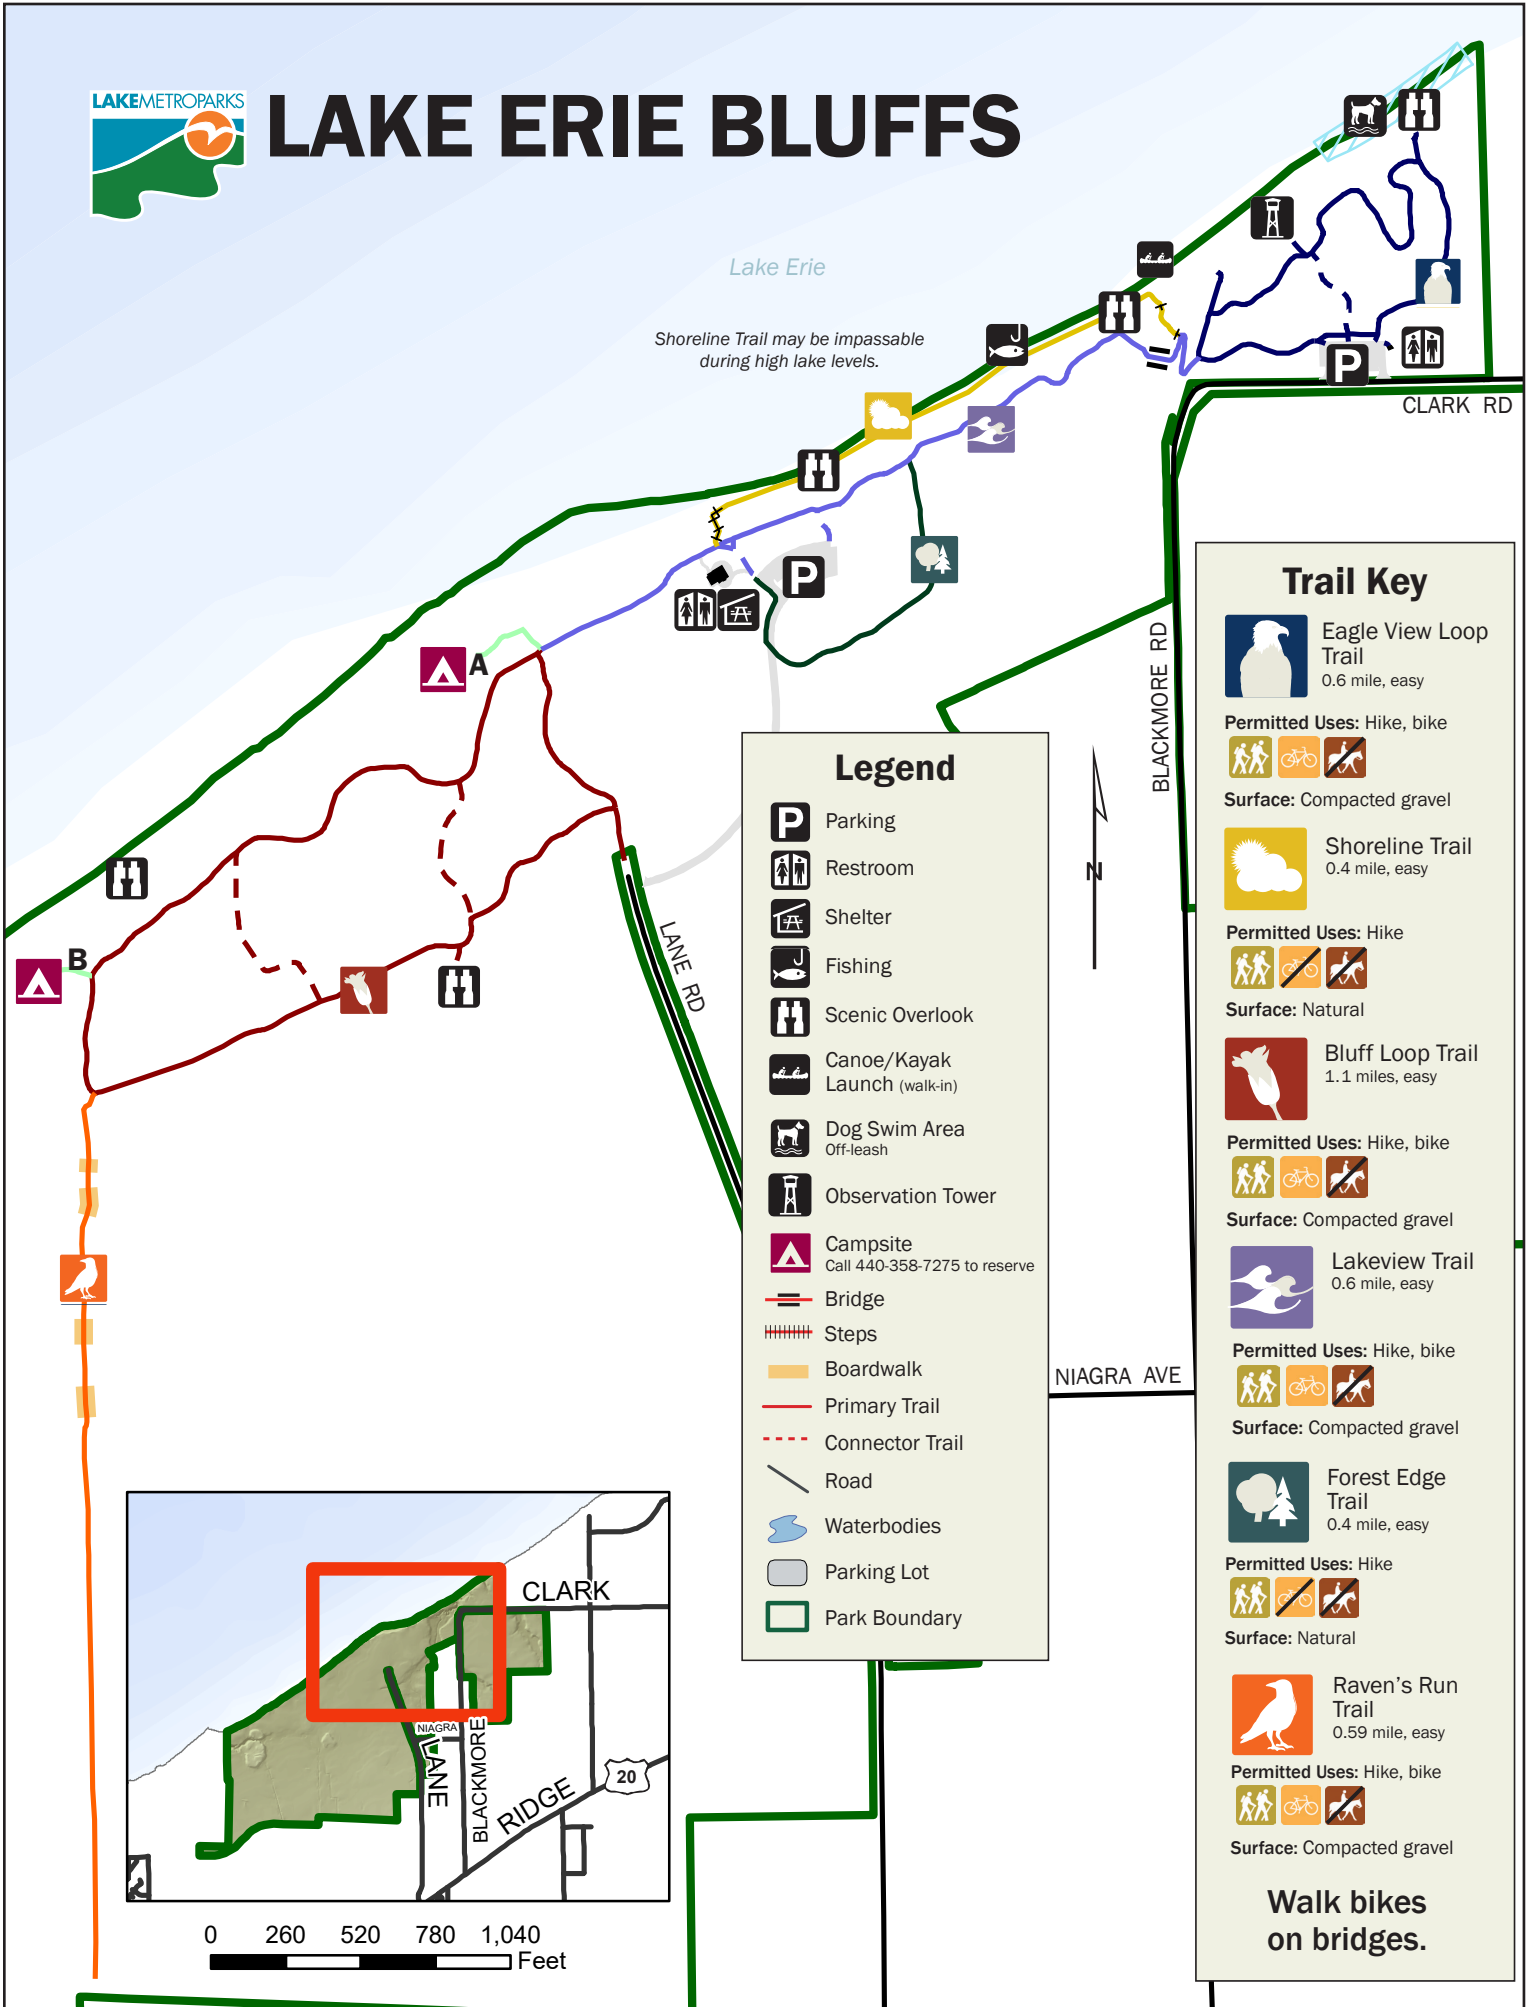 LAKEMETROPARKS
LAKE ERIE BLUFFS
Lake Erie
Shoreline Trail may be impassable
during high lake levels.
P
CLARK RD
P
A
B
BLACKMORE RD
LANE RD
N
NIAGRA AVE
Legend
P Parking
Restroom
Shelter
Fishing
Scenic Overlook
Canoe/Kayak
Launch (walk-in)
Dog Swim Area
Off-leash
Observation Tower
Campsite
Call 440-358-7275 to reserve
Bridge
Steps
Boardwalk
Primary Trail
Connector Trail
Road
Waterbodies
Parking Lot
Park Boundary
Trail Key
Eagle View Loop
Trail
0.6 mile, easy
Permitted Uses: Hike, bike
Surface: Compacted gravel
Shoreline Trail
0.4 mile, easy
Permitted Uses: Hike
Surface: Natural
Bluff Loop Trail
1.1 miles, easy
Permitted Uses: Hike, bike
Surface: Compacted gravel
Lakeview Trail
0.6 mile, easy
Permitted Uses: Hike, bike
Surface: Compacted gravel
Forest Edge
Trail
0.4 mile, easy
Permitted Uses: Hike
Surface: Natural
Raven's Run
Trail
0.59 mile, easy
Permitted Uses: Hike, bike
Surface: Compacted gravel
Walk bikes
on bridges.
CLARK
NIAGRA
LANE
BLACKMORE
RIDGE
20
0 260 520 780 1,040
Feet